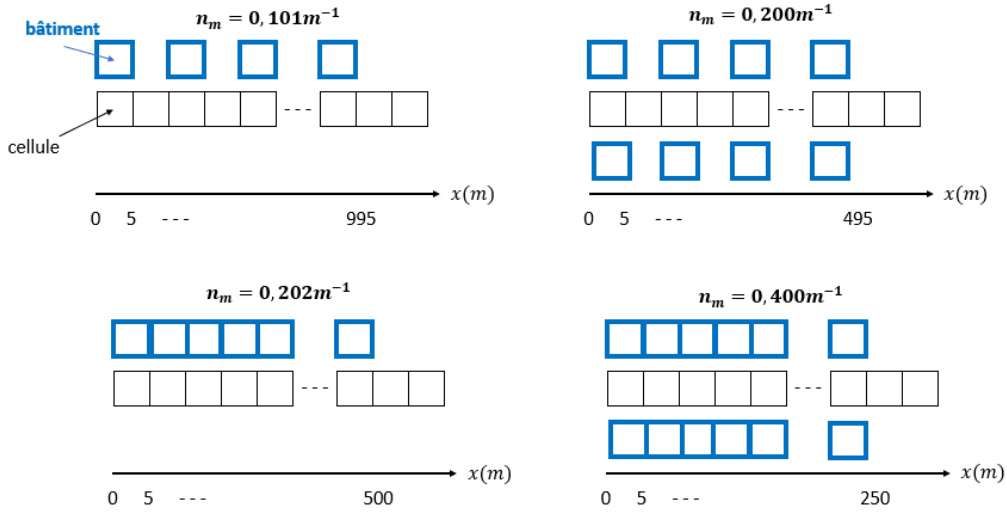 n_m = 0,101m⁻¹
bâtiment
cellule
- - -
x(m)
0 5 - - - 995
n_m = 0,200m⁻¹
- - -
x(m)
0 5 - - - 495
n_m = 0,202m⁻¹
- - -
x(m)
0 5 - - - 500
n_m = 0,400m⁻¹
- - -
x(m)
0 5 - - - 250